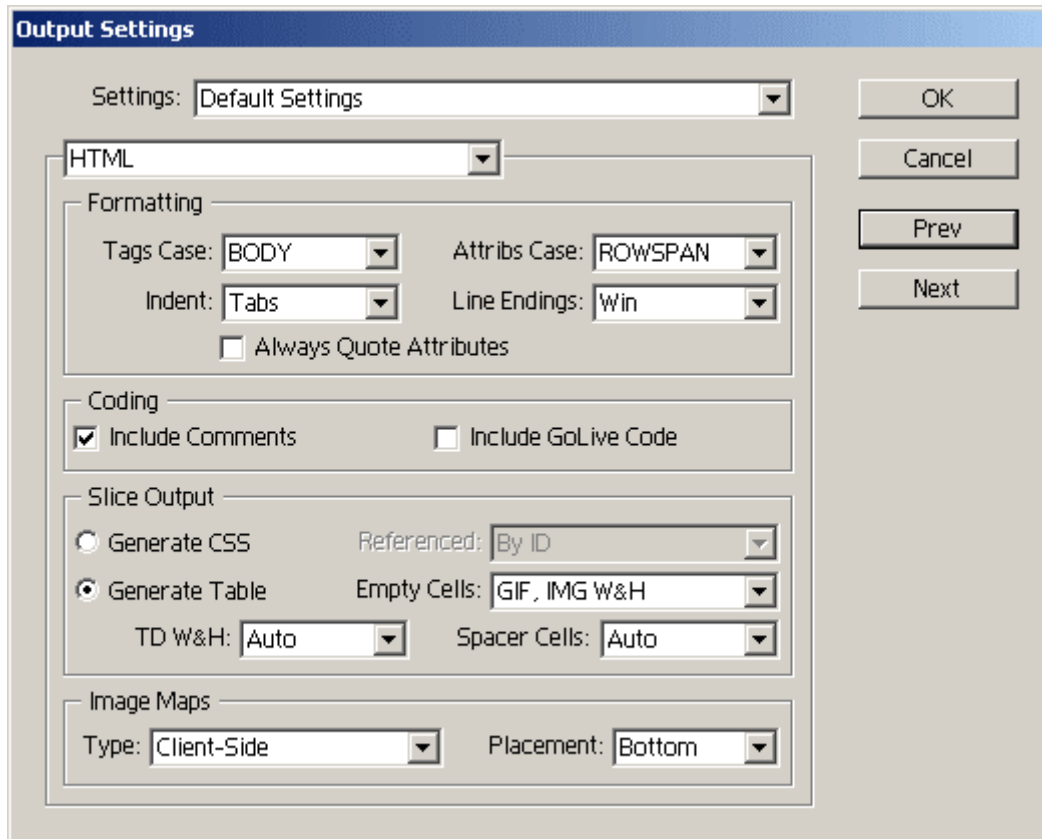 Output Settings
Settings: Default Settings OK
HTML Cancel
Formatting
Prev
Tags Case: BODY Attribs Case: ROWSPAN
Indent: Tabs Line Endings: Win Next
Always Quote Attributes
Coding
Include Comments Include GoLive Code
Slice Output
Generate CSS Referenced: By ID
Generate Table Empty Cells: GIF, IMG W&H
TD W&H: Auto Spacer Cells: Auto
Image Maps
Type: Client-Side Placement: Bottom